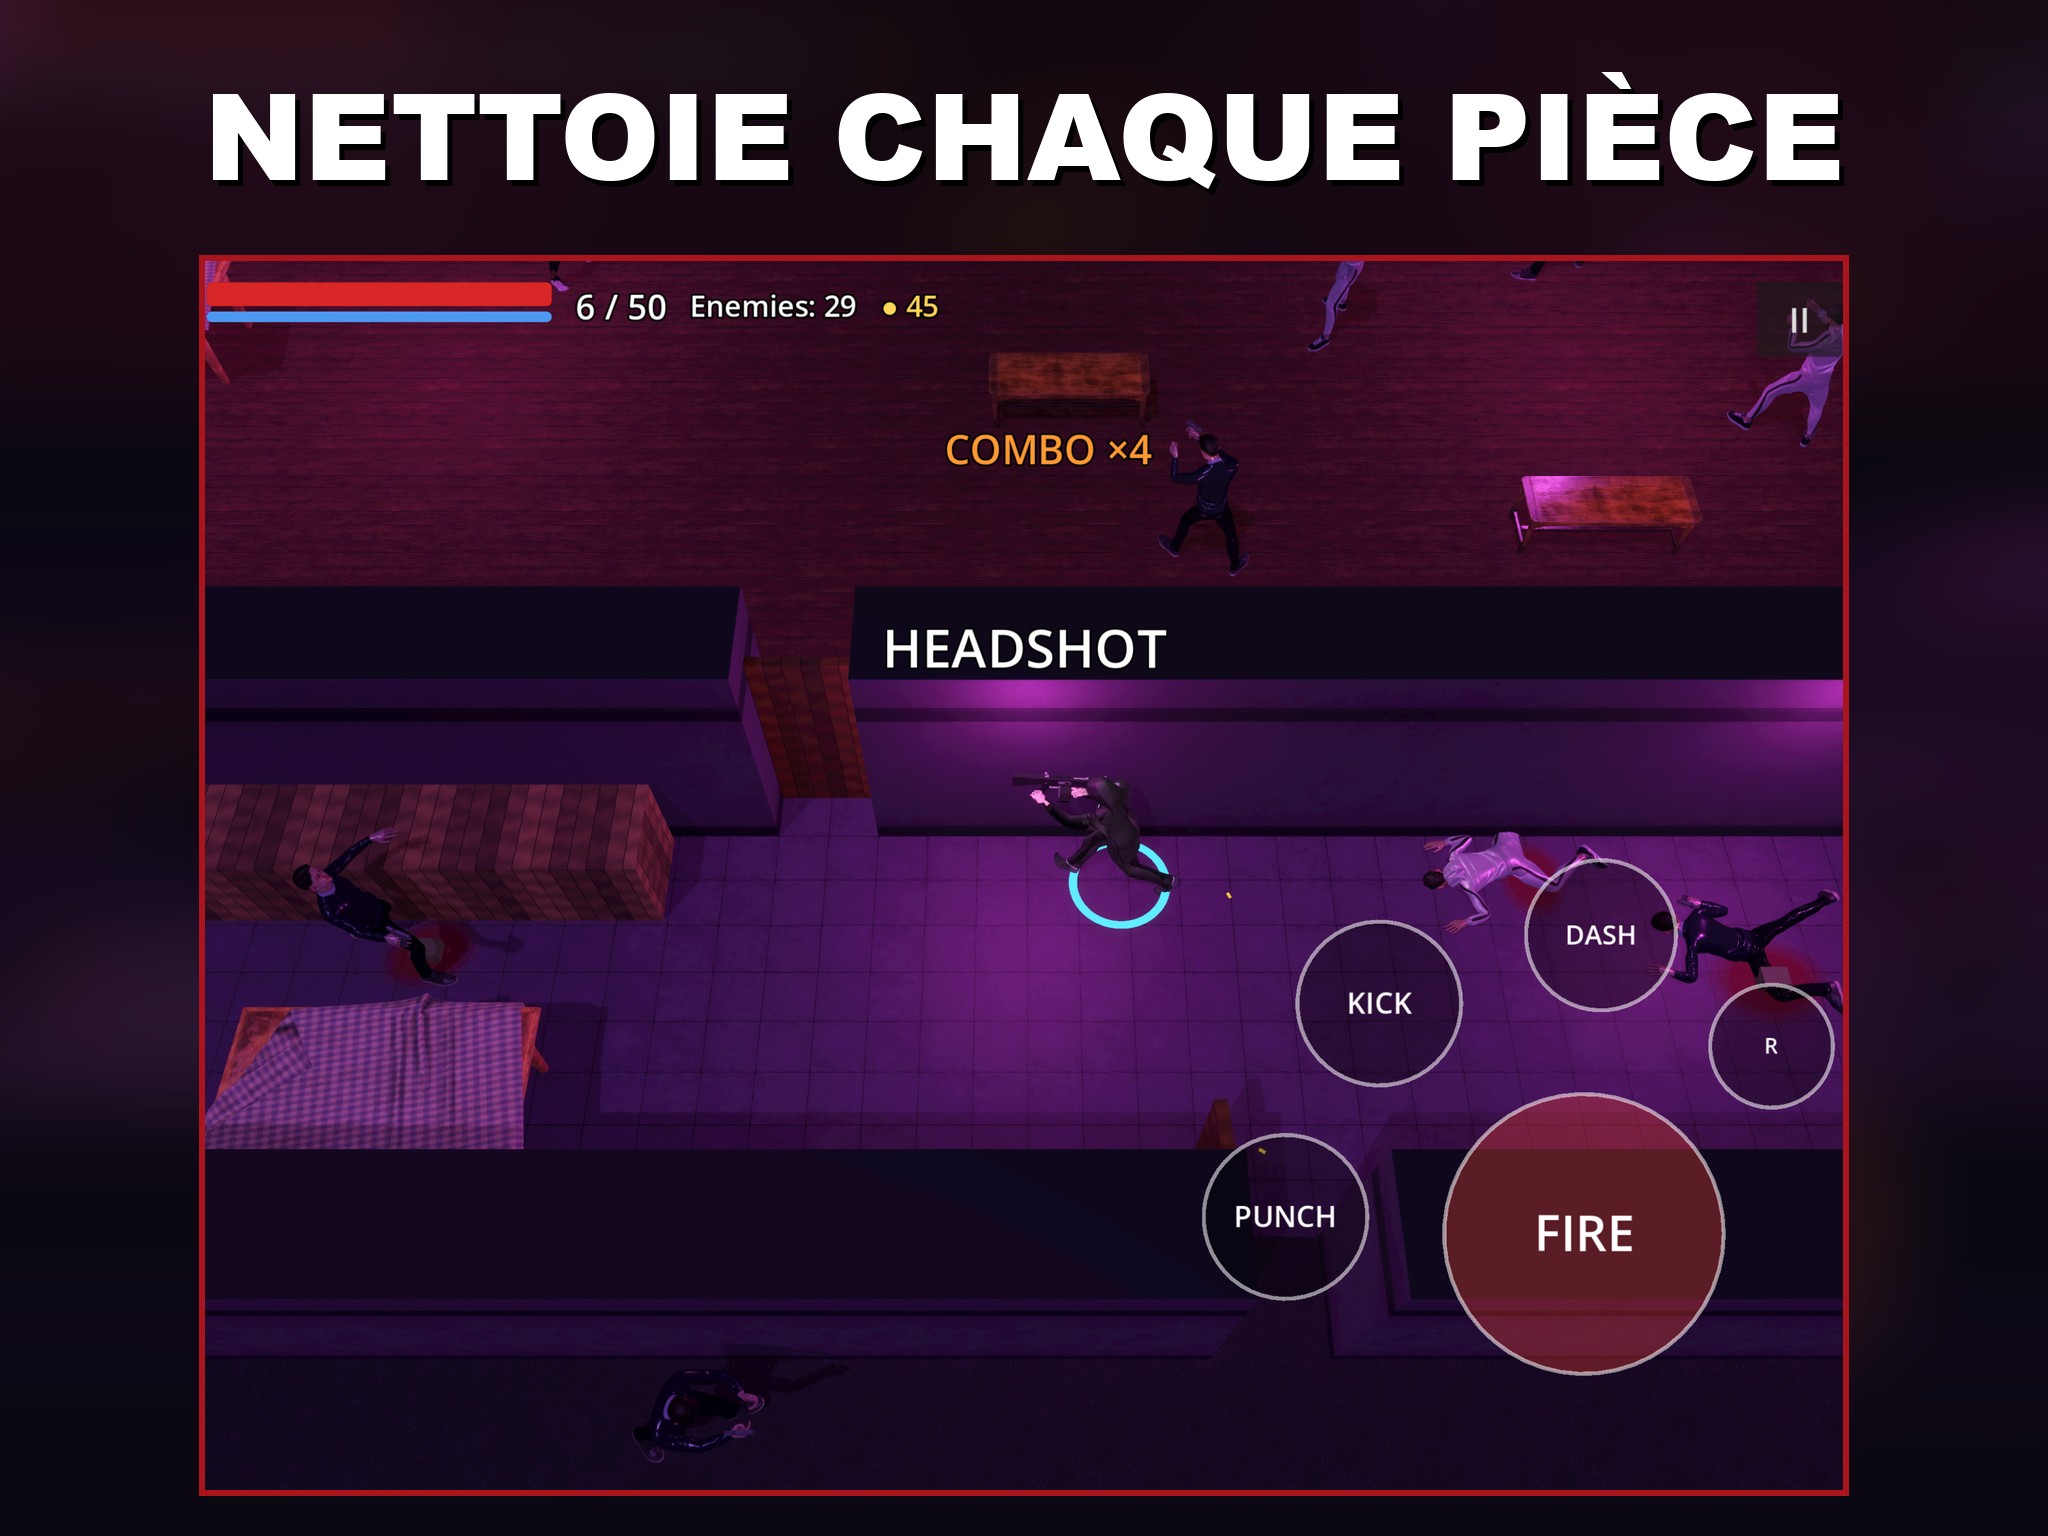 NETTOIE CHAQUE PIÈCE
6 / 50 Enemies: 29 45
COMBO ×4
HEADSHOT
DASH
KICK
R
PUNCH
FIRE